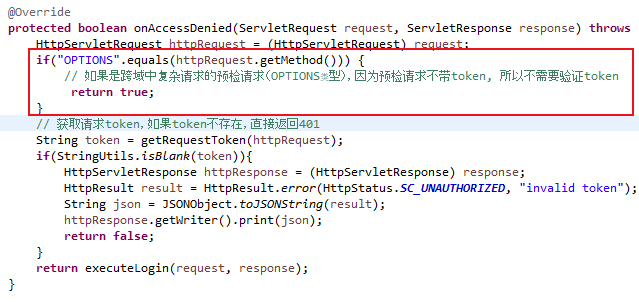 @Override
protected boolean onAccessDenied(ServletRequest request, ServletResponse response) throws
HttpServletRequest httpRequest = (HttpServletRequest) request;
if("OPTIONS".equals(httpRequest.getMethod())) {
// 如果是跨域中复杂请求的预检请求(OPTIONS类型),因为预检请求不带token, 所以不需要验证token
return true;
}
// 获取请求token,如果token不存在,直接返回401
String token = getRequestToken(httpRequest);
if(StringUtils.isBlank(token)){
HttpServletResponse httpResponse = (HttpServletResponse) response;
HttpResult result = HttpResult.error(HttpStatus.SC_UNAUTHORIZED, "invalid token");
String json = JSONObject.toJSONString(result);
httpResponse.getWriter().print(json);
return false;
}
return executeLogin(request, response);
}